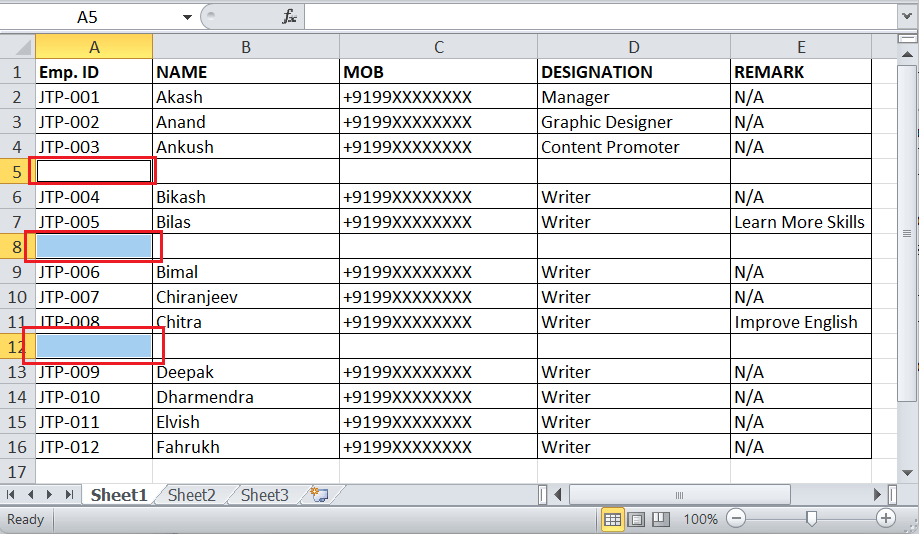 A5
A B C D E
1 Emp. ID NAME MOB DESIGNATION REMARK
2 JTP-001 Akash +9199XXXXXXXX Manager N/A
3 JTP-002 Anand +9199XXXXXXXX Graphic Designer N/A
4 JTP-003 Ankush +9199XXXXXXXX Content Promoter N/A
5
6 JTP-004 Bikash +9199XXXXXXXX Writer N/A
7 JTP-005 Bilas +9199XXXXXXXX Writer Learn More Skills
8
9 JTP-006 Bimal +9199XXXXXXXX Writer N/A
10 JTP-007 Chiranjeev +9199XXXXXXXX Writer N/A
11 JTP-008 Chitra +9199XXXXXXXX Writer Improve English
12
13 JTP-009 Deepak +9199XXXXXXXX Writer N/A
14 JTP-010 Dharmendra +9199XXXXXXXX Writer N/A
15 JTP-011 Elvish +9199XXXXXXXX Writer N/A
16 JTP-012 Fahrukh +9199XXXXXXXX Writer N/A
17
Sheet1 Sheet2 Sheet3
Ready 100%